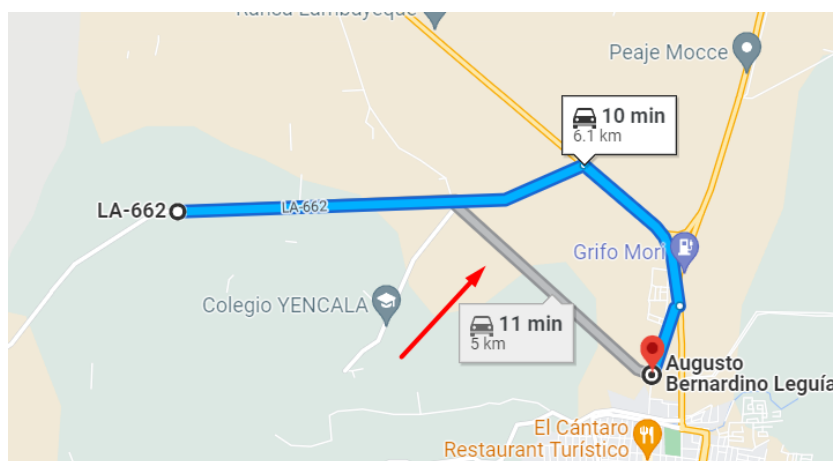 Peaje Mocce
10 min
6.1 km
LA-662
LA-662
Grifo Mori
Colegio YENCALA
11 min
5 km
Augusto
Bernardino Leguía
El Cántaro
Restaurant Turístico